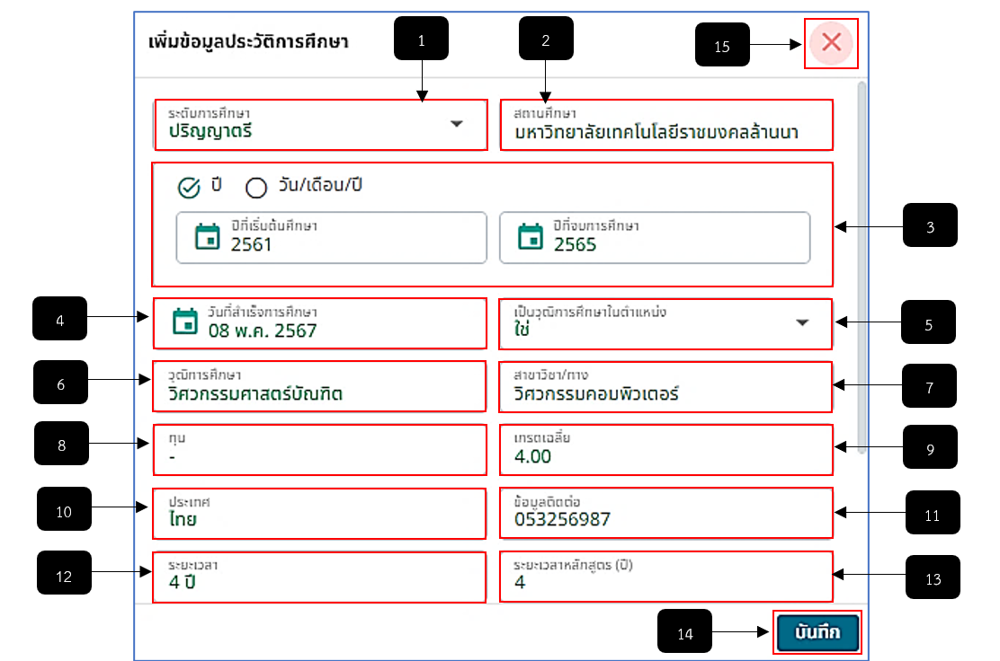 เพิ่มข้อมูลประวัติการศึกษา
1
2
15
ระดับการศึกษา
ปริญญาตรี
สถานศึกษา
มหาวิทยาลัยเทคโนโลยีราชมงคลล้านนา
ปี
วัน/เดือน/ปี
ปีที่เริ่มต้นศึกษา
2561
ปีที่จบการศึกษา
2565
3
4
วันที่สำเร็จการศึกษา
08 พ.ค. 2567
เป็นวุฒิการศึกษาในตำแหน่ง
ใช่
5
6
วุฒิการศึกษา
วิศวกรรมศาสตร์บัณฑิต
สาขาวิชา/ทาง
วิศวกรรมคอมพิวเตอร์
7
8
ทุน
-
เกรดเฉลี่ย
4.00
9
10
ประเทศ
ไทย
ข้อมูลติดต่อ
053256987
11
12
ระยะเวลา
4 ปี
ระยะเวลาหลักสูตร (ปี)
4
13
14
บันทึก